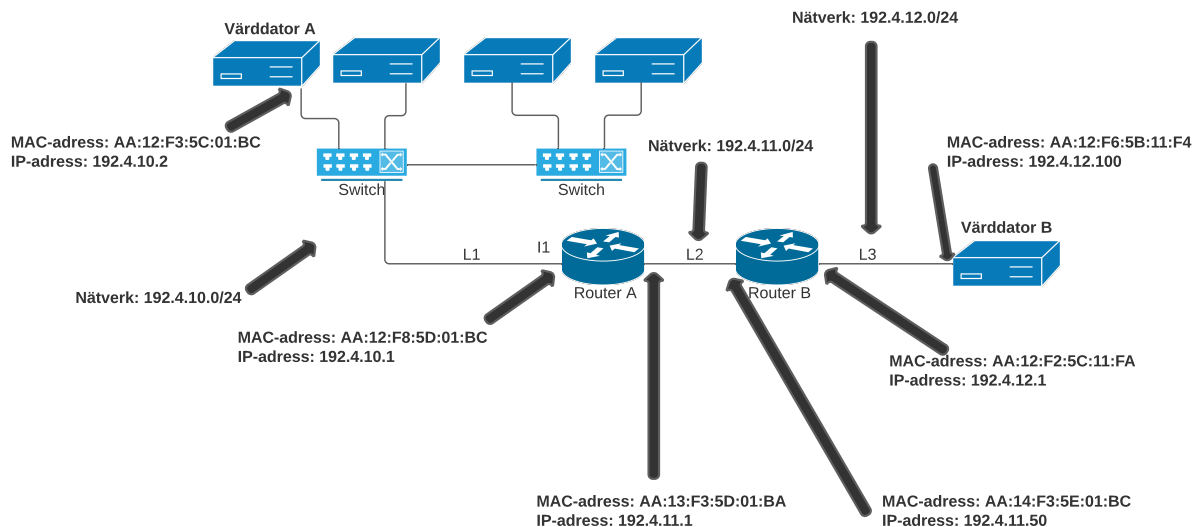 Nätverk: 192.4.12.0/24
Värddator A
MAC-adress: AA:12:F3:5C:01:BC
IP-adress: 192.4.10.2
Nätverk: 192.4.11.0/24
MAC-adress: AA:12:F6:5B:11:F4
IP-adress: 192.4.12.100
Switch
Switch
Värddator B
L1
I1
L2
L3
Router A
Router B
Nätverk: 192.4.10.0/24
MAC-adress: AA:12:F8:5D:01:BC
IP-adress: 192.4.10.1
MAC-adress: AA:12:F2:5C:11:FA
IP-adress: 192.4.12.1
MAC-adress: AA:13:F3:5D:01:BA
IP-adress: 192.4.11.1
MAC-adress: AA:14:F3:5E:01:BC
IP-adress: 192.4.11.50